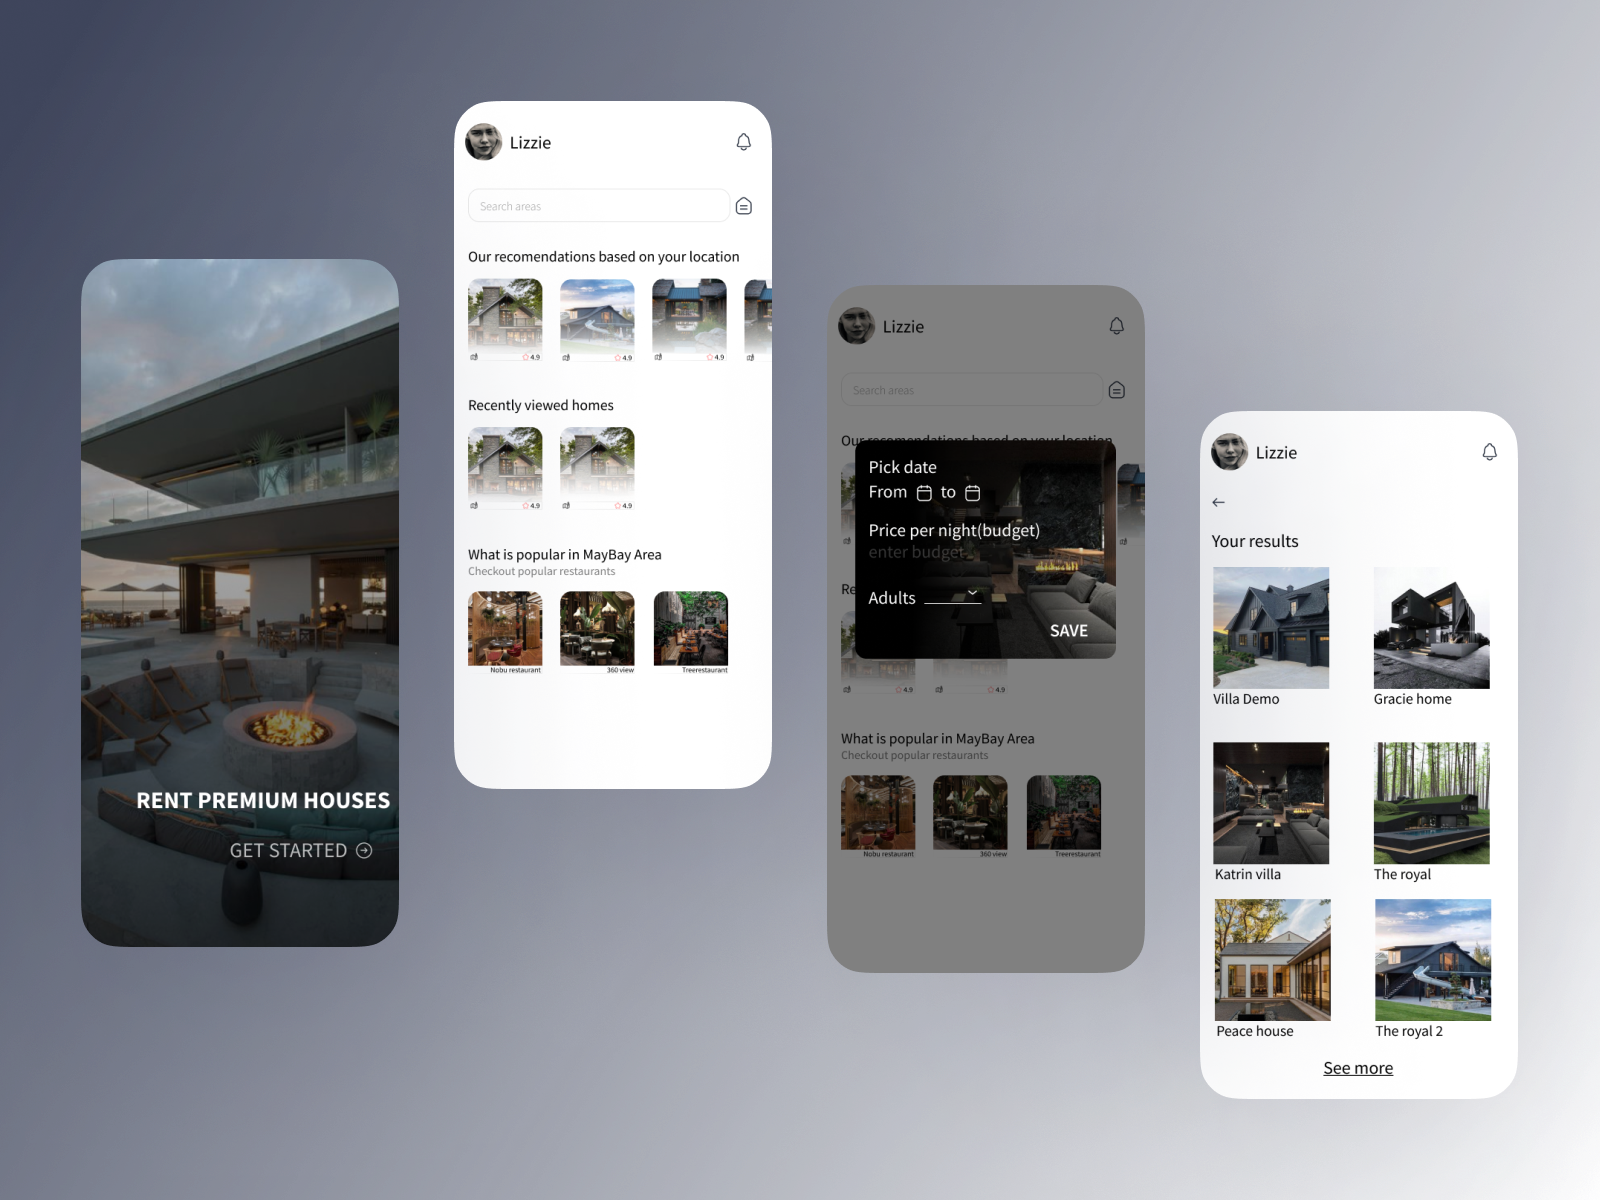 RENT PREMIUM HOUSES
GET STARTED
Lizzie
Search areas
Our recomendations based on your location
4.9
4.9
4.9
Recently viewed homes
4.9
4.9
What is popular in MayBay Area
Checkout popular restaurants
Nobu restaurant
360 view
Treerestaurant
Lizzie
Search areas
Our recomendations based on your location
Pick date
From to
Price per night(budget)
enter budget
Re
Adults
SAVE
4.9
4.9
What is popular in MayBay Area
Checkout popular restaurants
Nobu restaurant
360 view
Treerestaurant
Lizzie
Your results
Villa Demo
Gracie home
Katrin villa
The royal
Peace house
The royal 2
See more